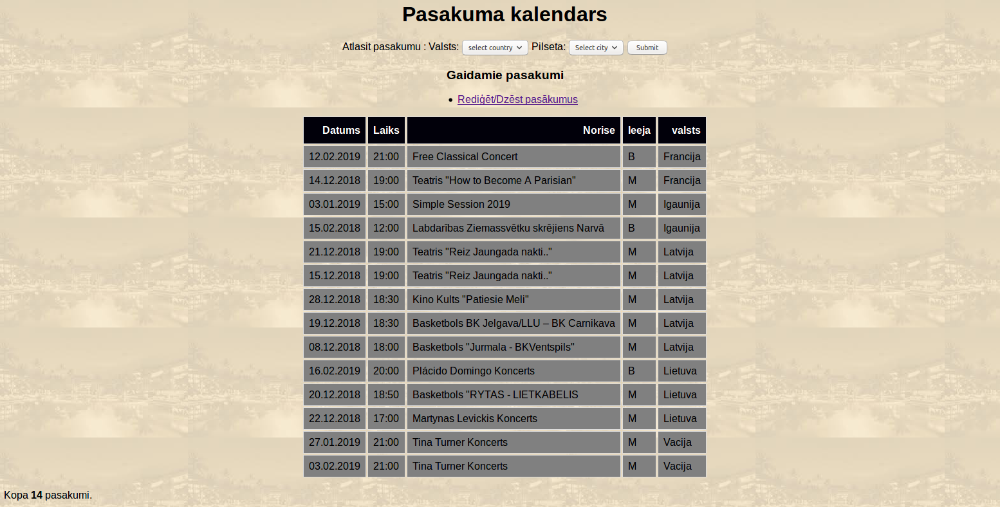 Pasakuma kalendars
Atlasit pasakumu : Valsts: select country Pilseta: Select city Submit
Gaidamie pasakumi
• Rediģēt/Dzēst pasākumus
Datums Laiks Norise Ieeja valsts
12.02.2019 21:00 Free Classical Concert B Francija
14.12.2018 19:00 Teatris "How to Become A Parisian" M Francija
03.01.2019 15:00 Simple Session 2019 M Igaunija
15.02.2018 12:00 Labdarības Ziemassvētku skrējiens Narvā B Igaunija
21.12.2018 19:00 Teatris "Reiz Jaungada nakti.." M Latvija
15.12.2018 19:00 Teatris "Reiz Jaungada nakti.." M Latvija
28.12.2018 18:30 Kino Kults "Patiesie Meli" M Latvija
19.12.2018 18:30 Basketbols BK Jelgava/LLU – BK Carnikava M Latvija
08.12.2018 18:00 Basketbols "Jurmala - BKVentspils" M Latvija
16.02.2019 20:00 Plácido Domingo Koncerts B Lietuva
20.12.2018 18:50 Basketbols "RYTAS - LIETKABELIS M Lietuva
22.12.2018 17:00 Martynas Levickis Koncerts M Lietuva
27.01.2019 21:00 Tina Turner Koncerts M Vacija
03.02.2019 21:00 Tina Turner Koncerts M Vacija
Kopa 14 pasakumi.